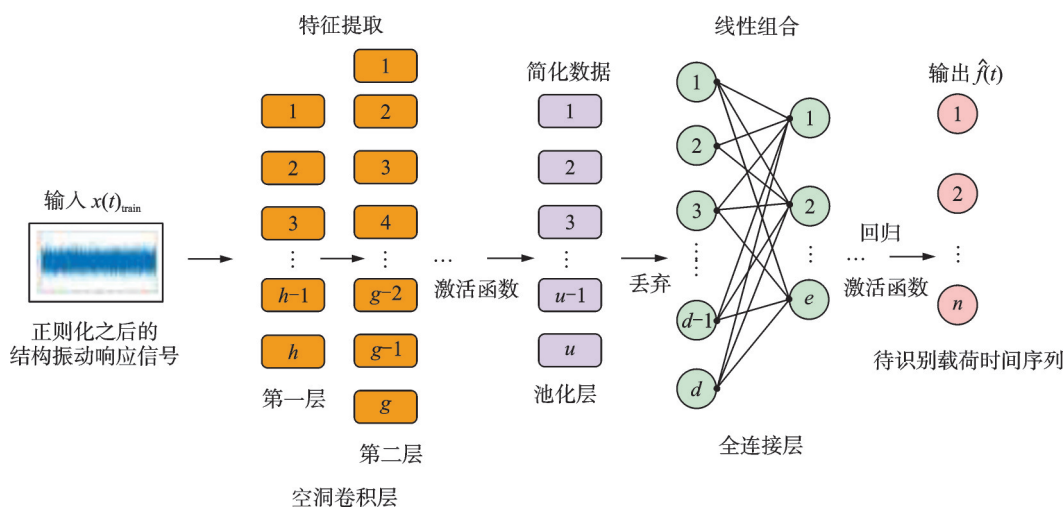 特征提取
线性组合
输入 x(t)train
正则化之后的
结构振动响应信号
1
2
3
⋮
h−1
h
第一层
1
2
3
4
⋮
g−2
g−1
g
第二层
空洞卷积层
…
激活函数
简化数据
1
2
3
⋮
u−1
u
池化层
丢弃
1
2
3
⋮
d−1
d
1
2
⋮
e
全连接层
回归
…
激活函数
输出 f̂(t)
1
2
⋮
n
待识别载荷时间序列